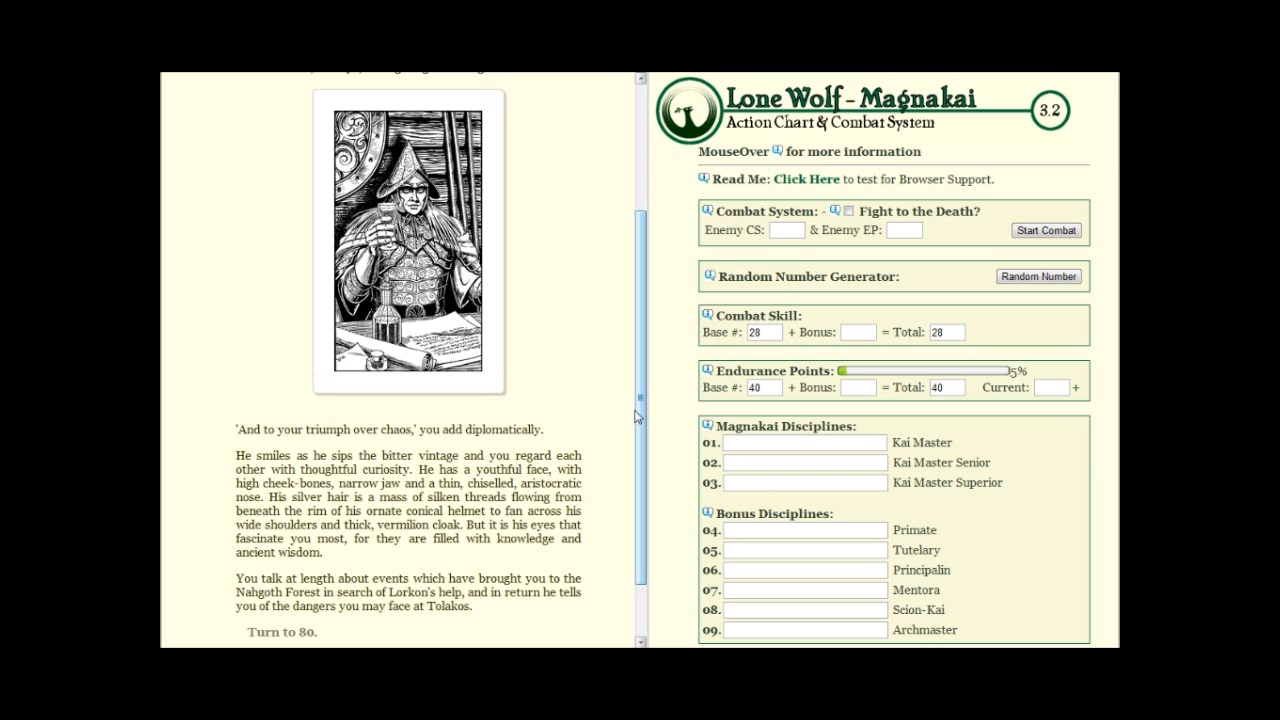 'And to your triumph over chaos,' you add diplomatically.
He smiles as he sips the bitter vintage and you regard each
other with thoughtful curiosity. He has a youthful face, with
high cheek-bones, narrow jaw and a thin, chiselled, aristocratic
nose. His silver hair is a mass of silken threads flowing from
beneath the rim of his ornate conical helmet to fan across his
wide shoulders and thick, vermilion cloak. But it is his eyes that
fascinate you most, for they are filled with knowledge and
ancient wisdom.
You talk at length about events which have brought you to the
Nahgoth Forest in search of Lorkon's help, and in return he tells
you of the dangers you may face at Tolakos.
Turn to 80.
Lone Wolf - Magnakai
Action Chart & Combat System
3.2
MouseOver for more information
Read Me: Click Here to test for Browser Support.
Combat System: - Fight to the Death?
Enemy CS: & Enemy EP: Start Combat
Random Number Generator: Random Number
Combat Skill:
Base #: 28 + Bonus: = Total: 28
Endurance Points: 5%
Base #: 40 + Bonus: = Total: 40 Current: +
Magnakai Disciplines:
01. Kai Master
02. Kai Master Senior
03. Kai Master Superior
Bonus Disciplines:
04. Primate
05. Tutelary
06. Principalin
07. Mentora
08. Scion-Kai
09. Archmaster